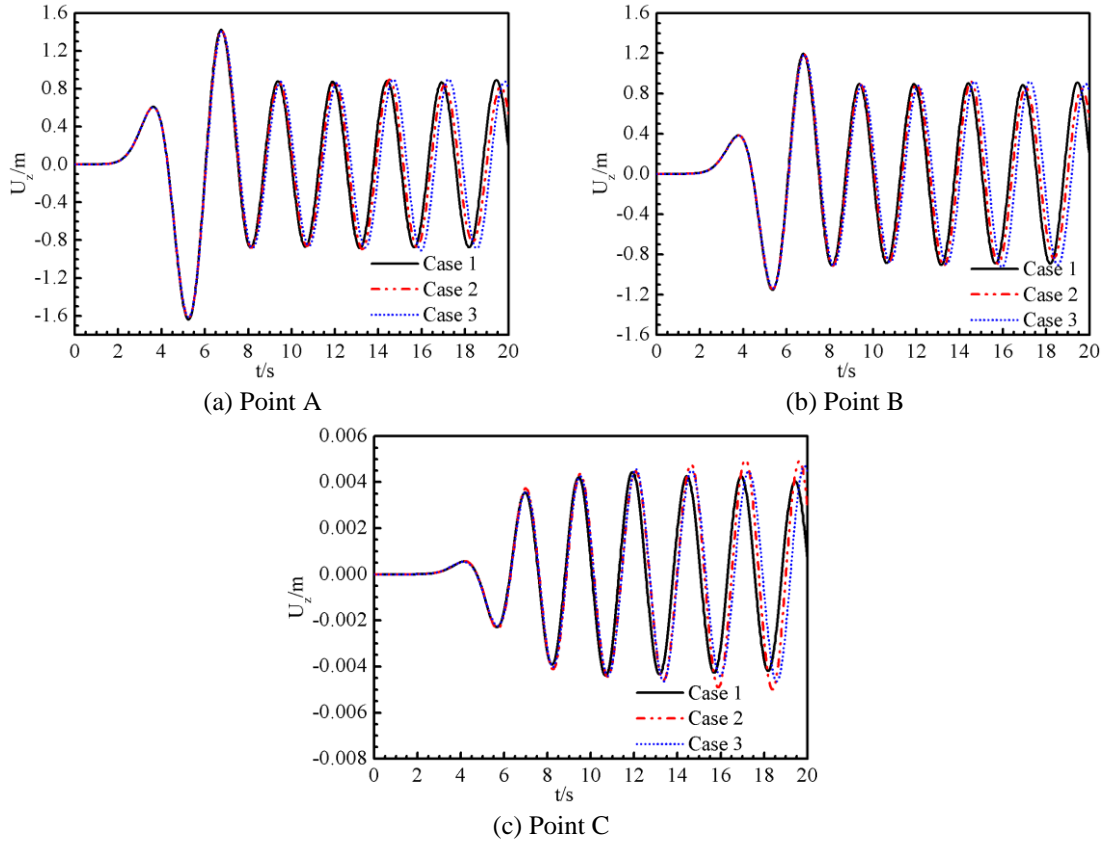 1.6
1.2
0.8
0.4
0.0
-0.4
-0.8
-1.2
-1.6
U_z/m
Case 1
Case 2
Case 3
0 2 4 6 8 10 12 14 16 18 20
t/s
(a) Point A
1.6
1.2
0.8
0.4
0.0
-0.4
-0.8
-1.2
-1.6
U_z/m
Case 1
Case 2
Case 3
0 2 4 6 8 10 12 14 16 18 20
t/s
(b) Point B
0.006
0.004
0.002
0.000
-0.002
-0.004
-0.006
-0.008
U_z/m
Case 1
Case 2
Case 3
0 2 4 6 8 10 12 14 16 18 20
t/s
(c) Point C